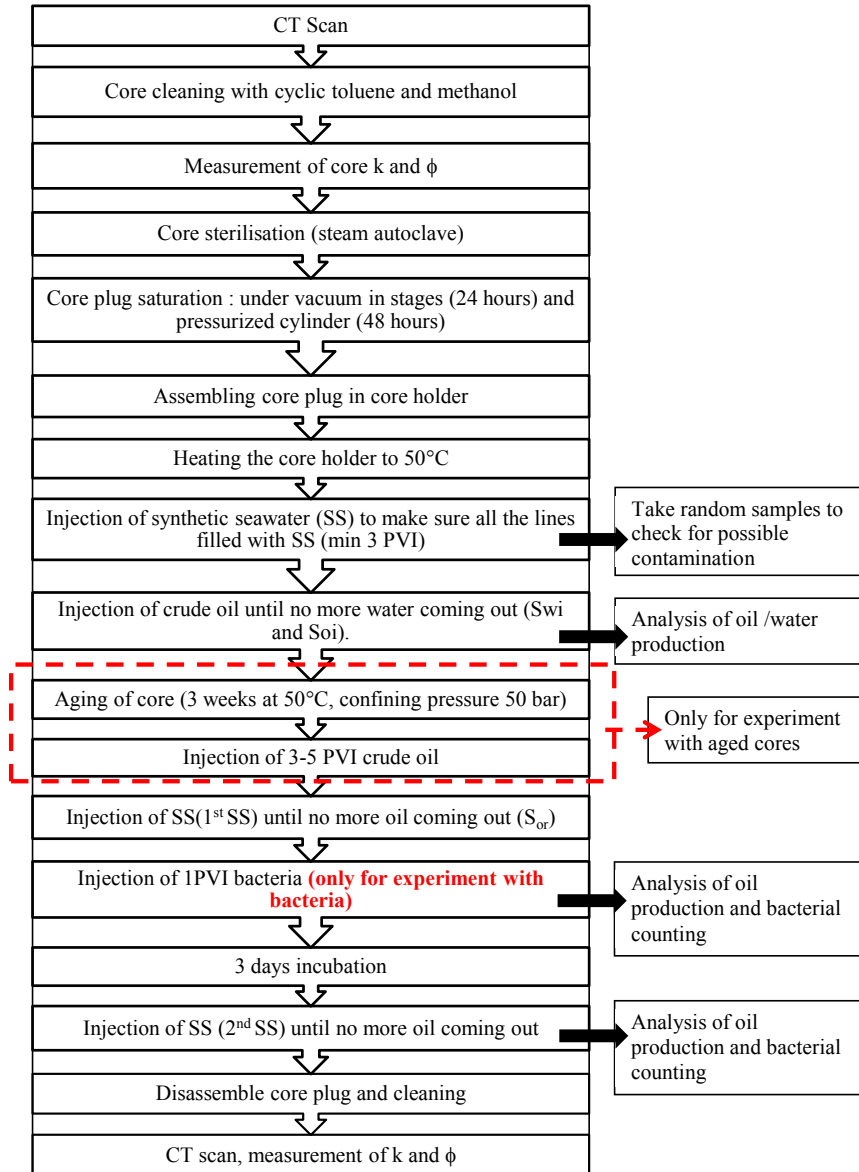 CT Scan
Core cleaning with cyclic toluene and methanol
Measurement of core k and ϕ
Core sterilisation (steam autoclave)
Core plug saturation : under vacuum in stages (24 hours) and
pressurized cylinder (48 hours)
Assembling core plug in core holder
Heating the core holder to 50°C
Injection of synthetic seawater (SS) to make sure all the lines
filled with SS (min 3 PVI)
Take random samples to
check for possible
contamination
Injection of crude oil until no more water coming out (Swi
and Soi).
Analysis of oil /water
production
Aging of core (3 weeks at 50°C, confining pressure 50 bar)
Injection of 3-5 PVI crude oil
Only for experiment
with aged cores
Injection of SS(1st SS) until no more oil coming out (Sor)
Injection of 1PVI bacteria (only for experiment with
bacteria)
Analysis of oil
production and bacterial
counting
3 days incubation
Injection of SS (2nd SS) until no more oil coming out
Analysis of oil
production and bacterial
counting
Disassemble core plug and cleaning
CT scan, measurement of k and ϕ